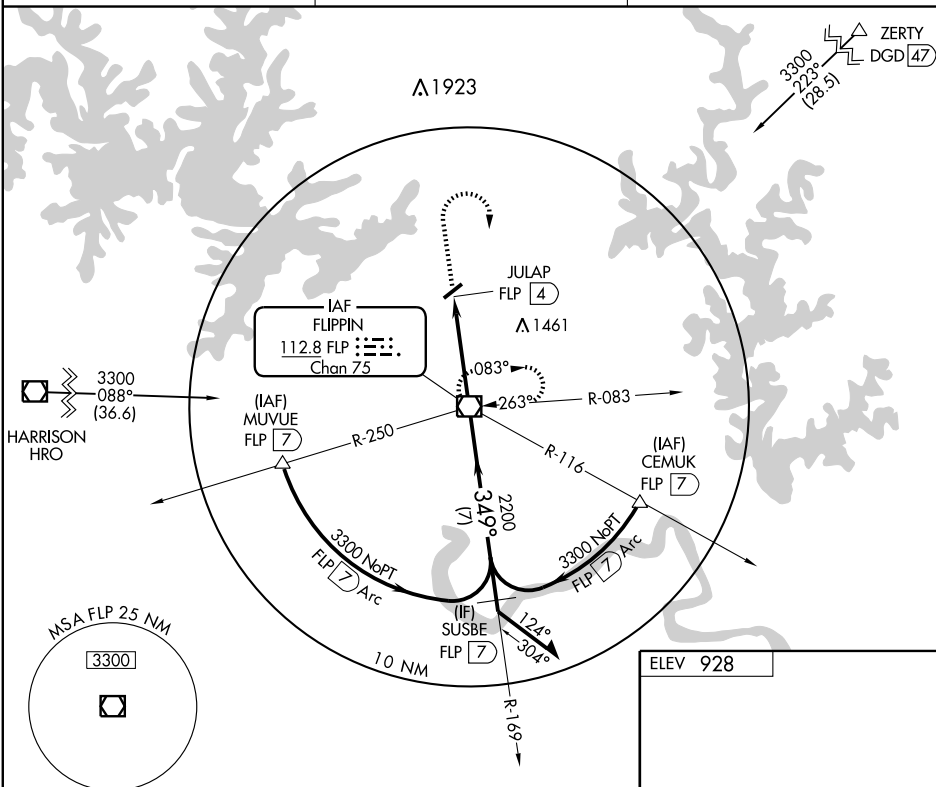 ZERTY
DGD 47
3300
223°
(28.5)
1923
JULAP
FLP 4
1461
IAF
FLIPPIN
112.8 FLP
Chan 75
083°
263°
R-083
3300
088°
(36.6)
HARRISON
HRO
(IAF)
MUVUE
FLP 7
R-250
R-116
(IAF)
CEMUK
FLP 7
2200
349°
(7)
3300 NoPT
FLP 7 Arc
3300 NoPT
FLP 7 Arc
(IF)
SUSBE
FLP 7
124°
304°
10 NM
R-169
MSA FLP 25 NM
3300
ELEV 928